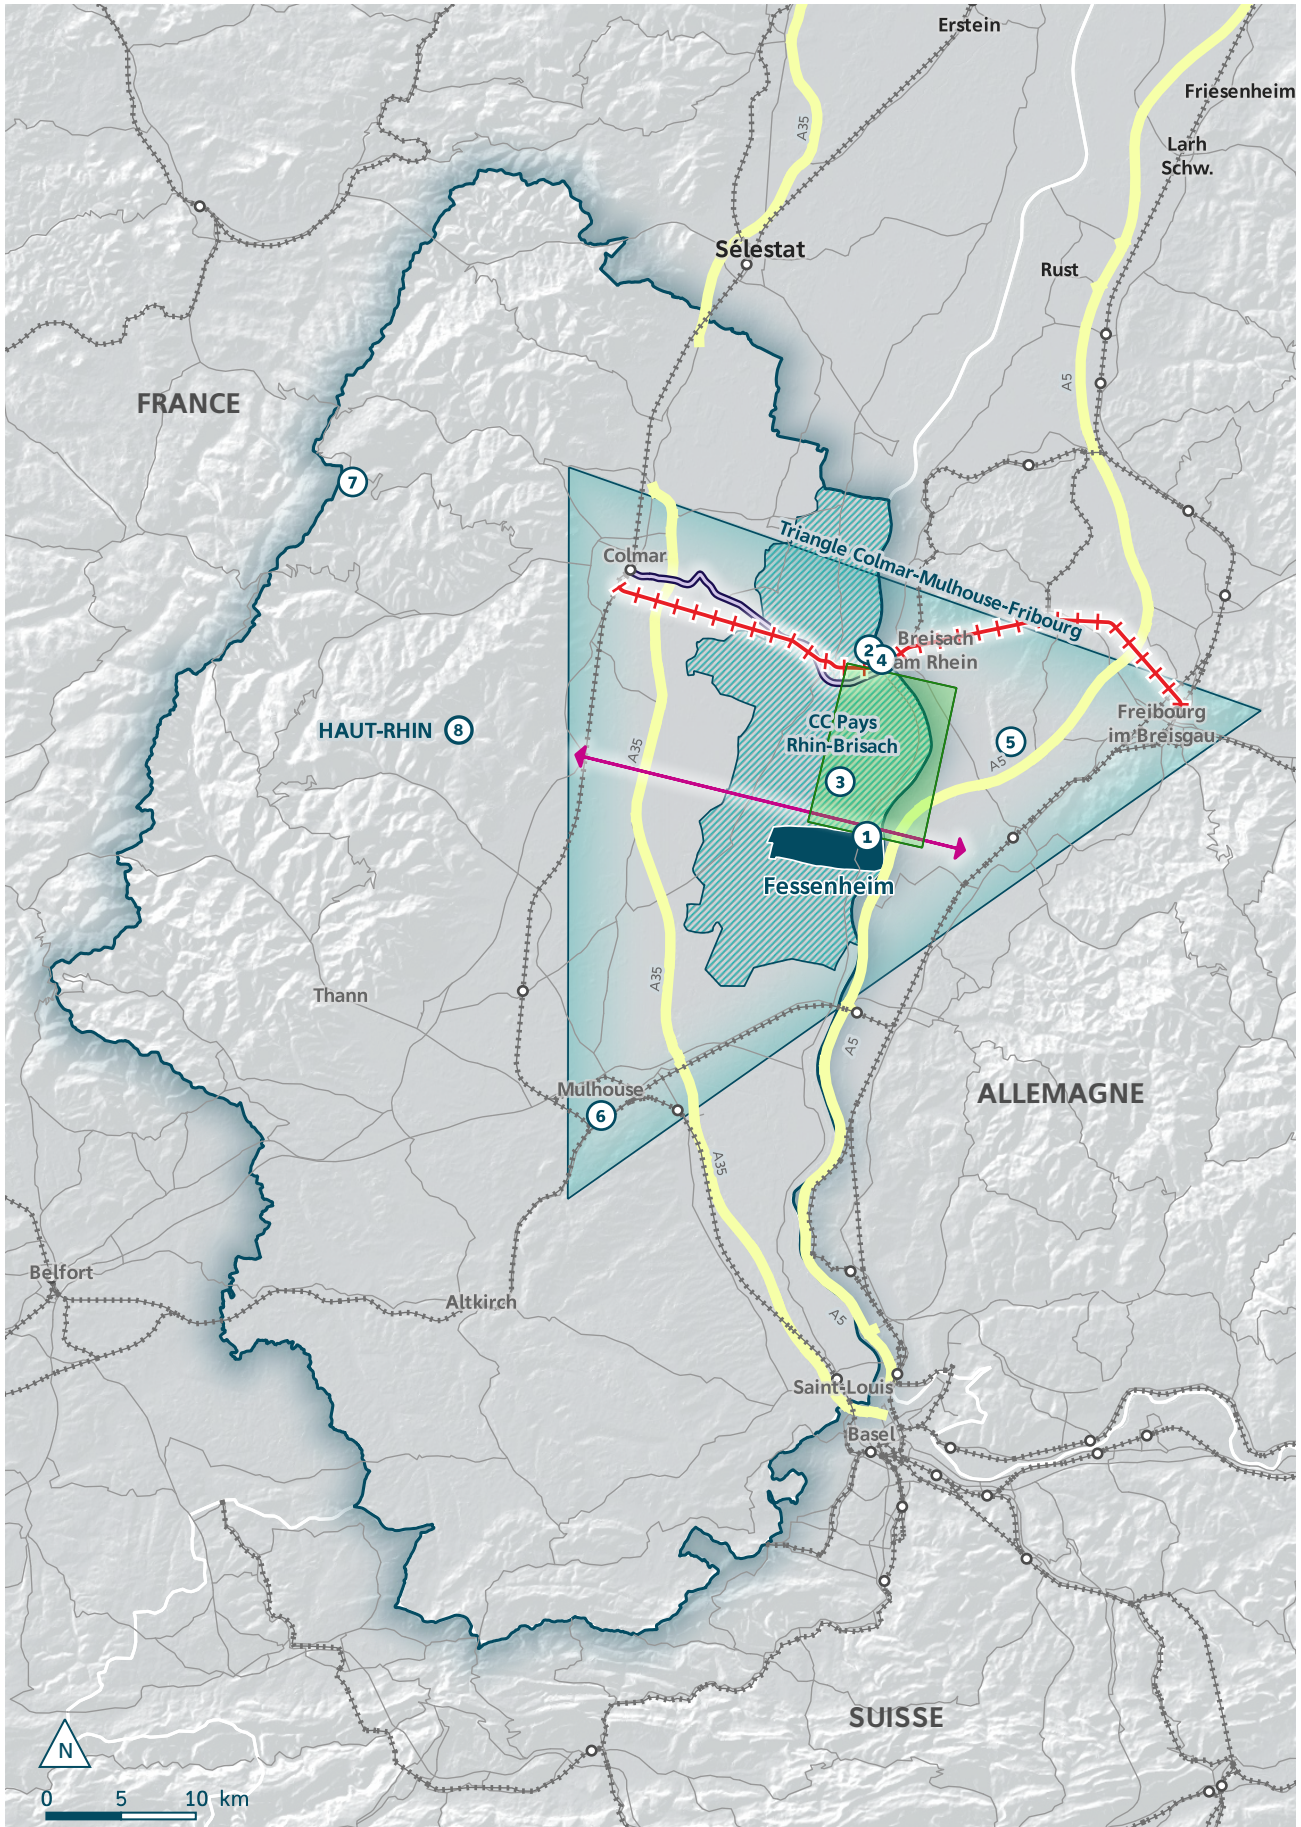 Erstein
Friesenheim
A35
Larh
Schw.
Sélestat
Rust
A5
FRANCE
7
Triangle Colmar-Mulhouse-Fribourg
Colmar
2
4
Breisach
am Rhein
Freibourg
im Breisgau
CC Pays
Rhin-Brisach
HAUT-RHIN
8
5
A5
A35
3
1
Fessenheim
A35
Thann
A5
Mulhouse
6
ALLEMAGNE
A35
Belfort
Altkirch
A5
Saint-Louis
Basel
SUISSE
N
0 5 10 km